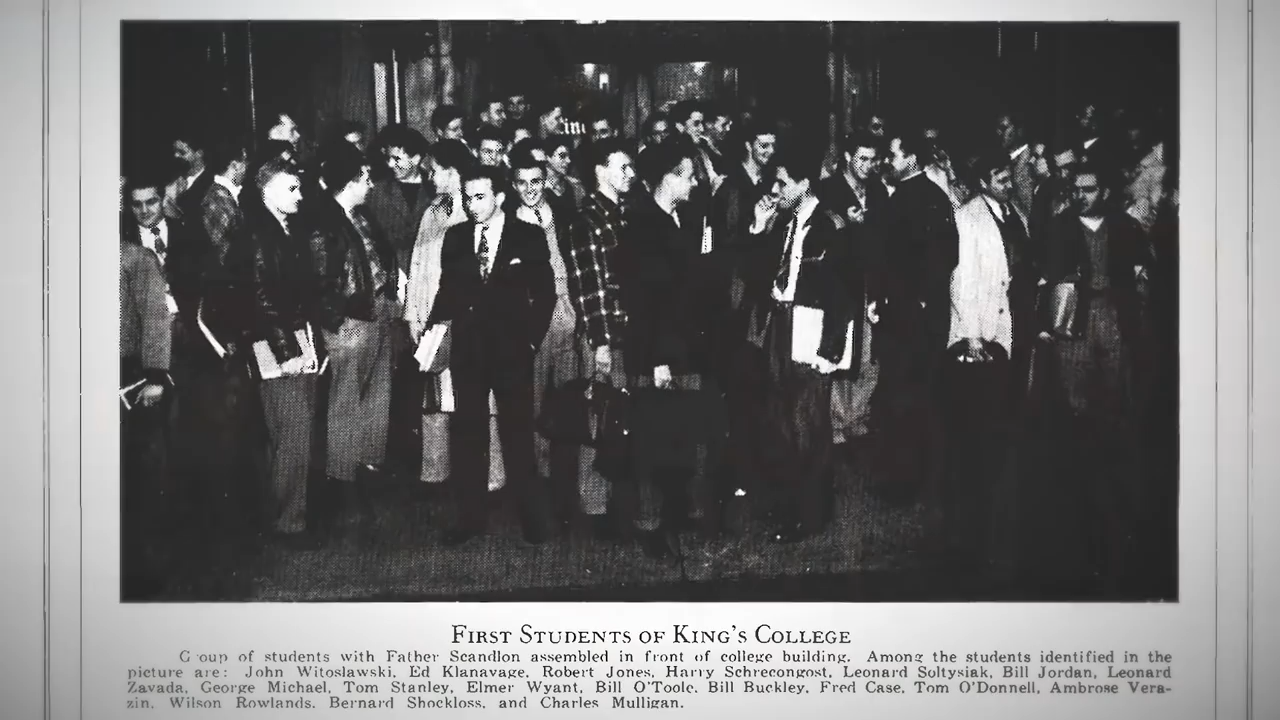 King
FIRST STUDENTS OF KING'S COLLEGE
G oup of students with Father Scandlon assembled in front of college building. Among the students identified in the
picture are: John Witoslawski, Ed Klanavage, Robert Jones, Harry Schrecongost, Leonard Soltysiak, Bill Jordan, Leonard
Zavada, George Michael, Tom Stanley, Elmer Wyant, Bill O'Toole, Bill Buckley, Fred Case, Tom O'Donnell, Ambrose Vera-
zin, Wilson Rowlands, Bernard Shockloss, and Charles Mulligan.